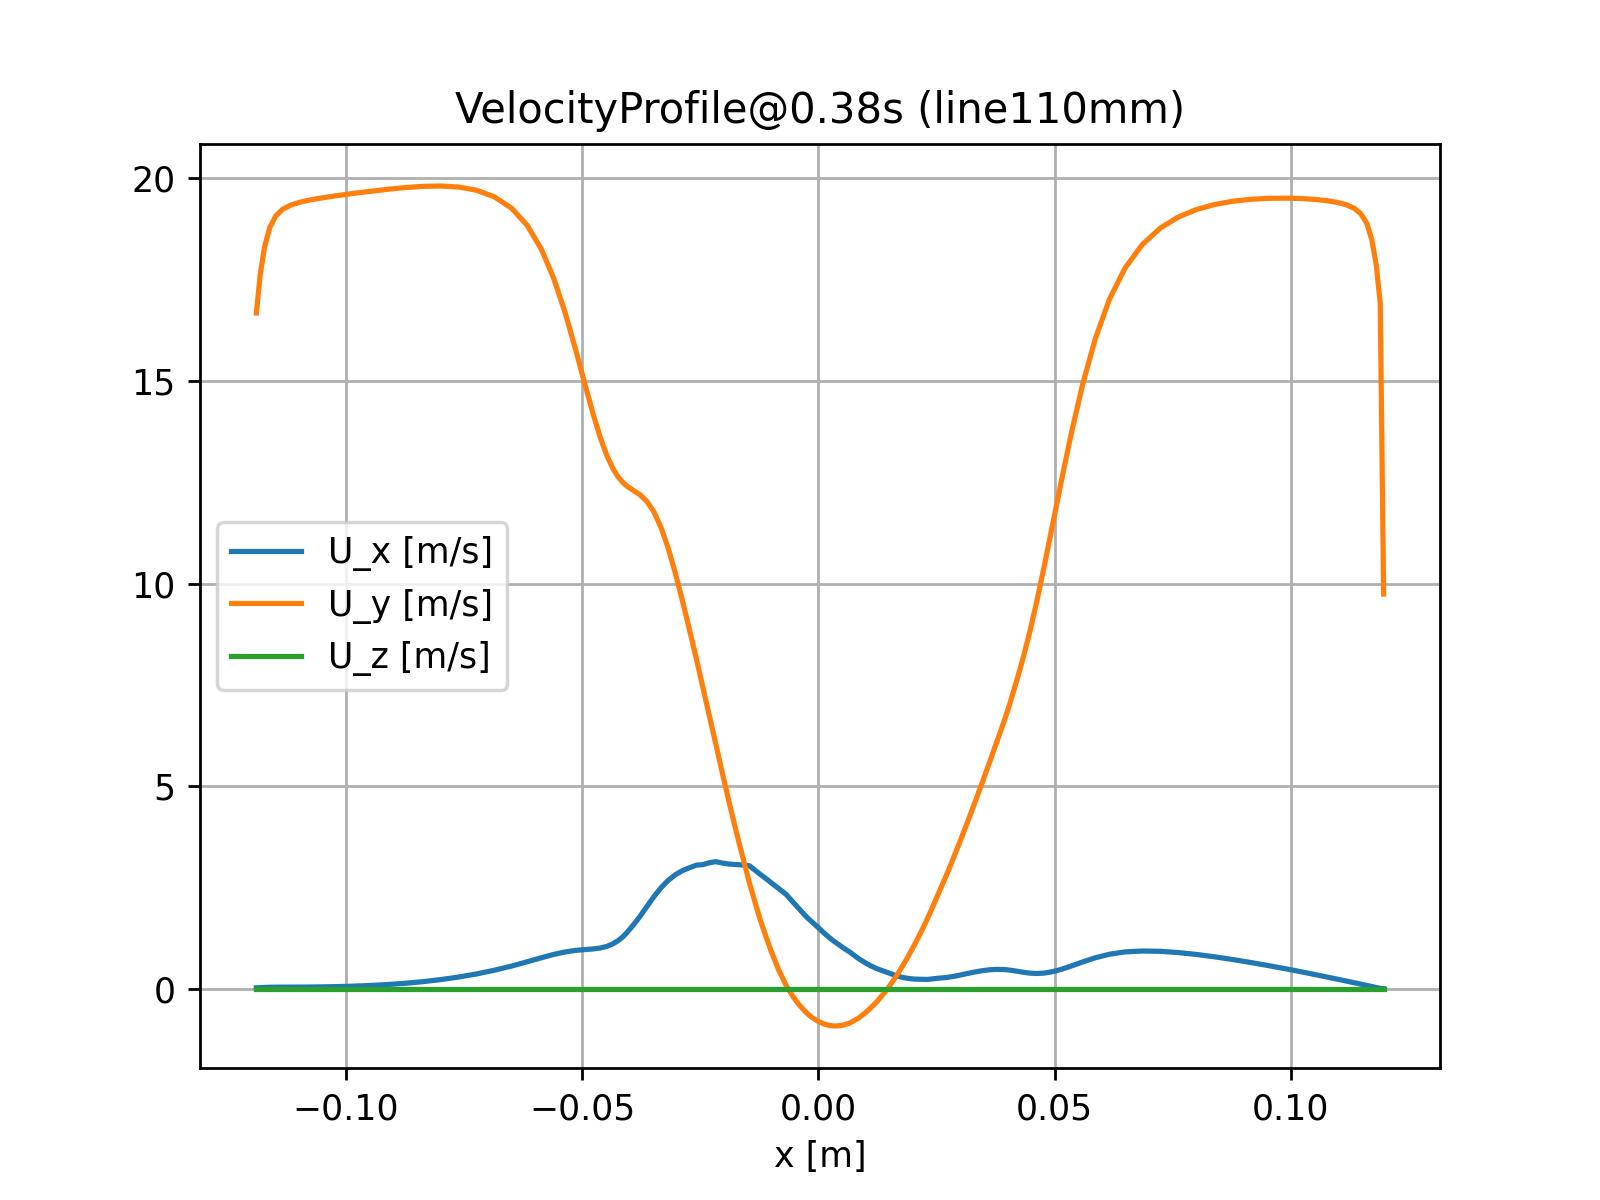 VelocityProfile@0.38s (line110mm)
20
15
10
5
0
U_x [m/s]
U_y [m/s]
U_z [m/s]
−0.10 −0.05 0.00 0.05 0.10
x [m]